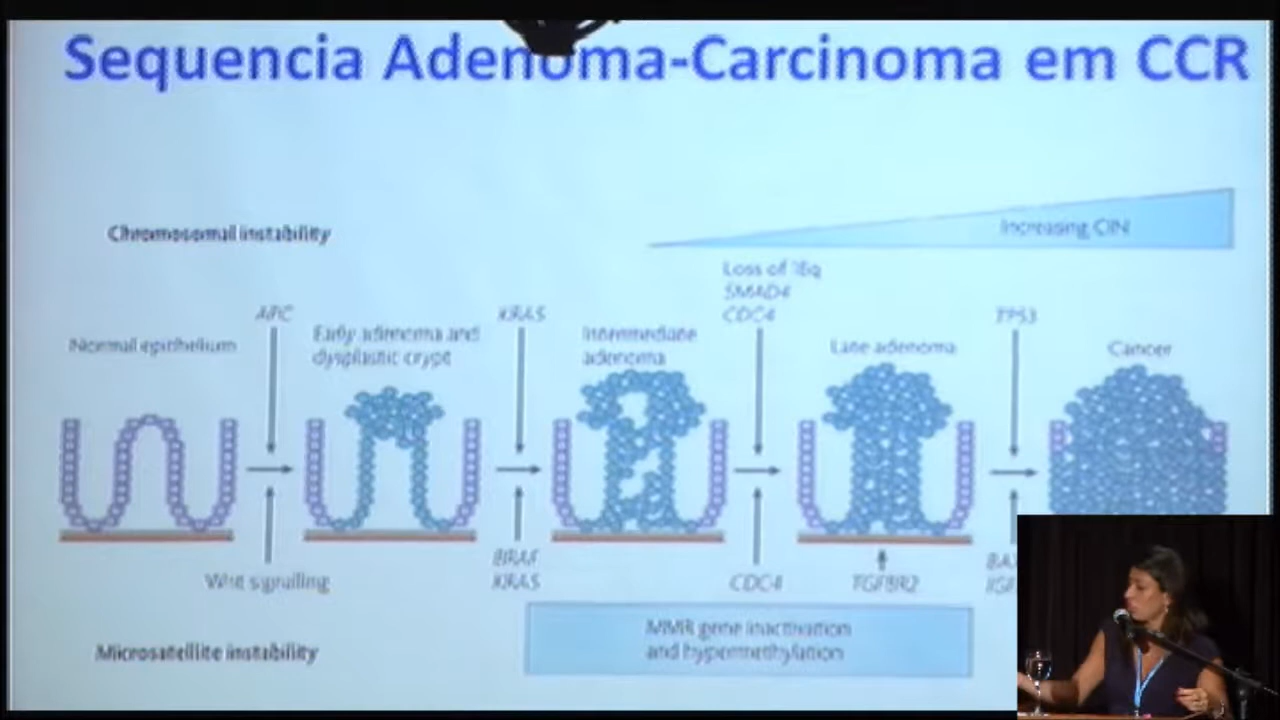 Sequencia Adenoma-Carcinoma em CCR
Chromosomal instability
Increasing CIN
Loss of 18q
SMAD4
CDC4
APC
KRAS
TP53
Normal epithelium
Early adenoma and
dysplastic crypt
Intermediate
adenoma
Late adenoma
Cancer
Wnt signalling
BRAF
KRAS
CDC4
TGFBR2
MMR gene inactivation
and hypermethylation
Microsatellite instability